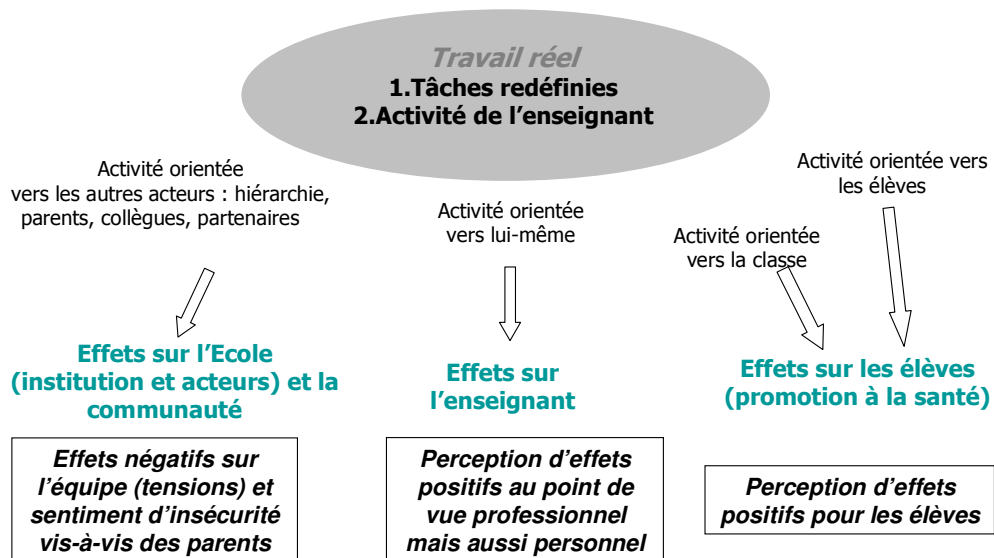 Travail réel
1.Tâches redéfinies
2.Activité de l'enseignant
Activité orientée
vers les autres acteurs : hiérarchie,
parents, collègues, partenaires
Activité orientée
vers lui-même
Activité orientée
vers la classe
Activité orientée vers
les élèves
Effets sur l'Ecole
(institution et acteurs) et la
communauté
Effets sur
l'enseignant
Effets sur les élèves
(promotion à la santé)
Effets négatifs sur
l'équipe (tensions) et
sentiment d'insécurité
vis-à-vis des parents
Perception d'effets
positifs au point de
vue professionnel
mais aussi personnel
Perception d'effets
positifs pour les élèves